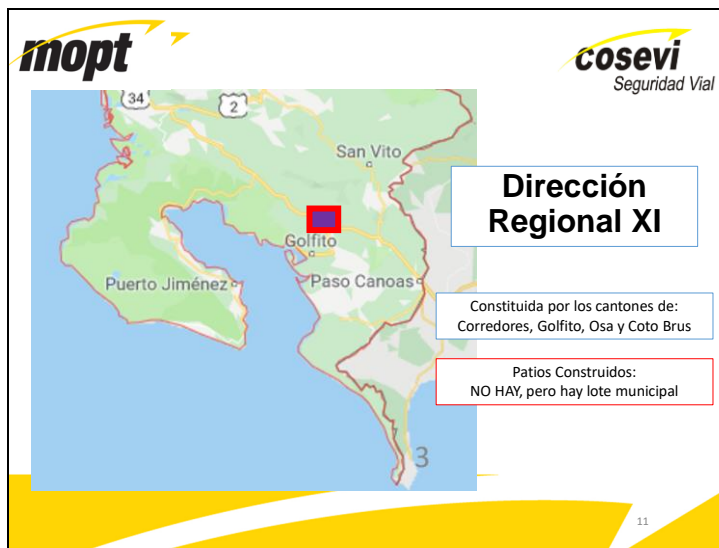 mopt
cosevi
Seguridad Vial
34
2
San Vito
Golfito
Puerto Jiménez
Paso Canoas
3
Dirección
Regional XI
Constituida por los cantones de:
Corredores, Golfito, Osa y Coto Brus
Patios Construidos:
NO HAY, pero hay lote municipal
11